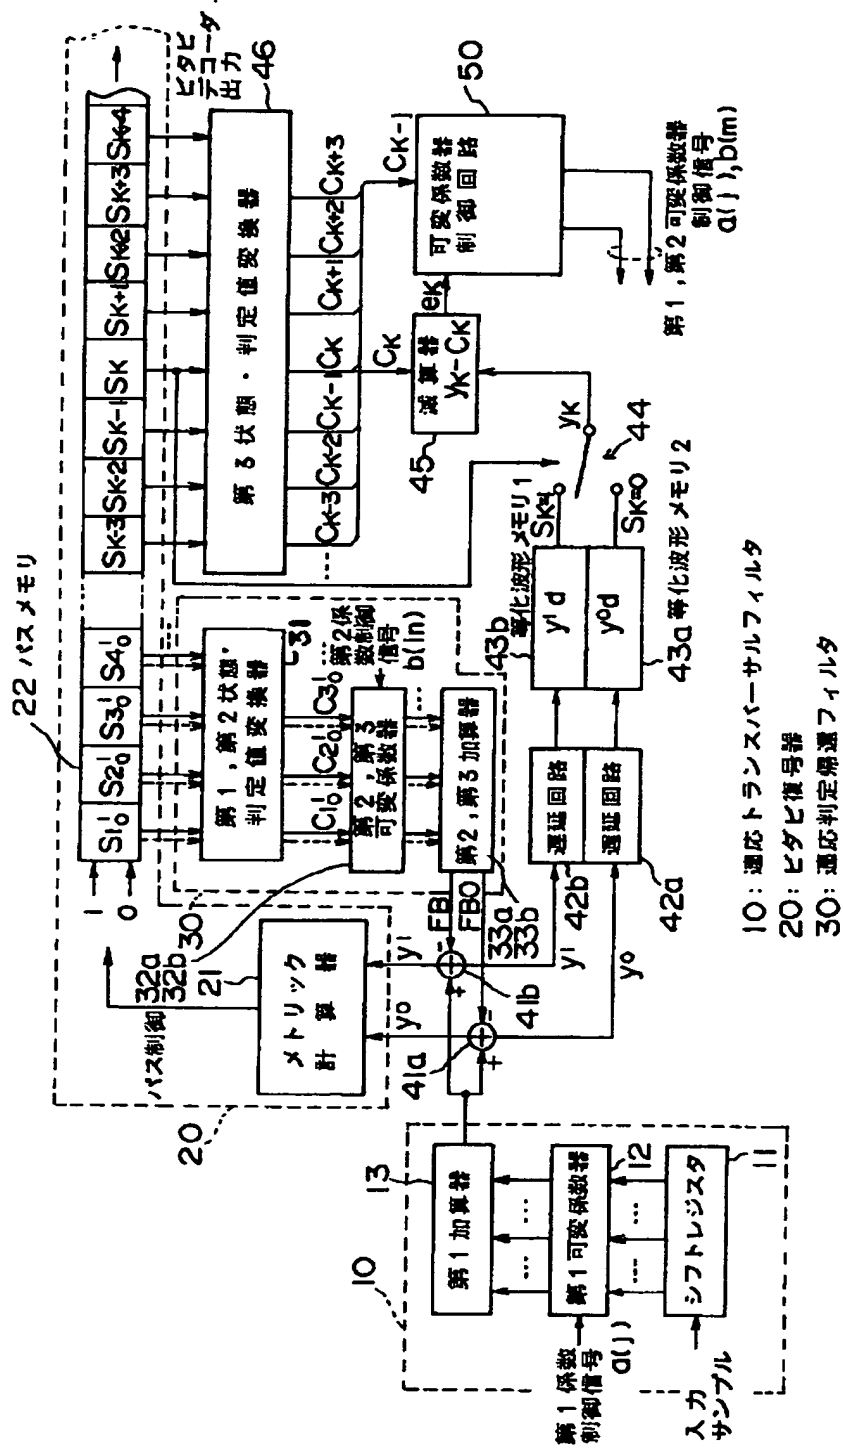 22 パスメモリ
S1₀¹
S2₀¹
S3₀¹
S4₀¹
SK-3
SK-2
SK-1
SK
SK+1
SK+2
SK+3
SK+4
1
0
ビタビ
デコーダ
出力
46
パス制御
32a
32b
21
メトリック
計算器
20
30
第1,第2状態・
判定値変換器
31
C1₀¹
C2₀¹
C3₀¹
第2係
数制御
信号
b(m)
第2,第3
可変係数器
第2,第3加算器
第3状態・判定値変換器
CK-3
CK-2
CK-1
CK
CK+1
CK+2
CK+3
CK
CK-1
減算器
yK-CK
45
eK
可変係数器
制御回路
50
第1,第2可変係数器
制御信号
a(j),b(m)
y⁰
y¹
FB1
FB0
33a
33b
41a
41b
y¹
y⁰
遅延回路
遅延回路
42b
42a
43b
等化波形メモリ1
y¹d
y⁰d
43a 等化波形メモリ2
SK=1
SK=0
yK
44
10
13
第1加算器
第1可変係数器
12
シフトレジスタ
11
第1係数
制御信号
a(j)
入力
サンプル
10:適応トランスバーサルフィルタ
20:ビタビ復号器
30:適応判定帰還フィルタ